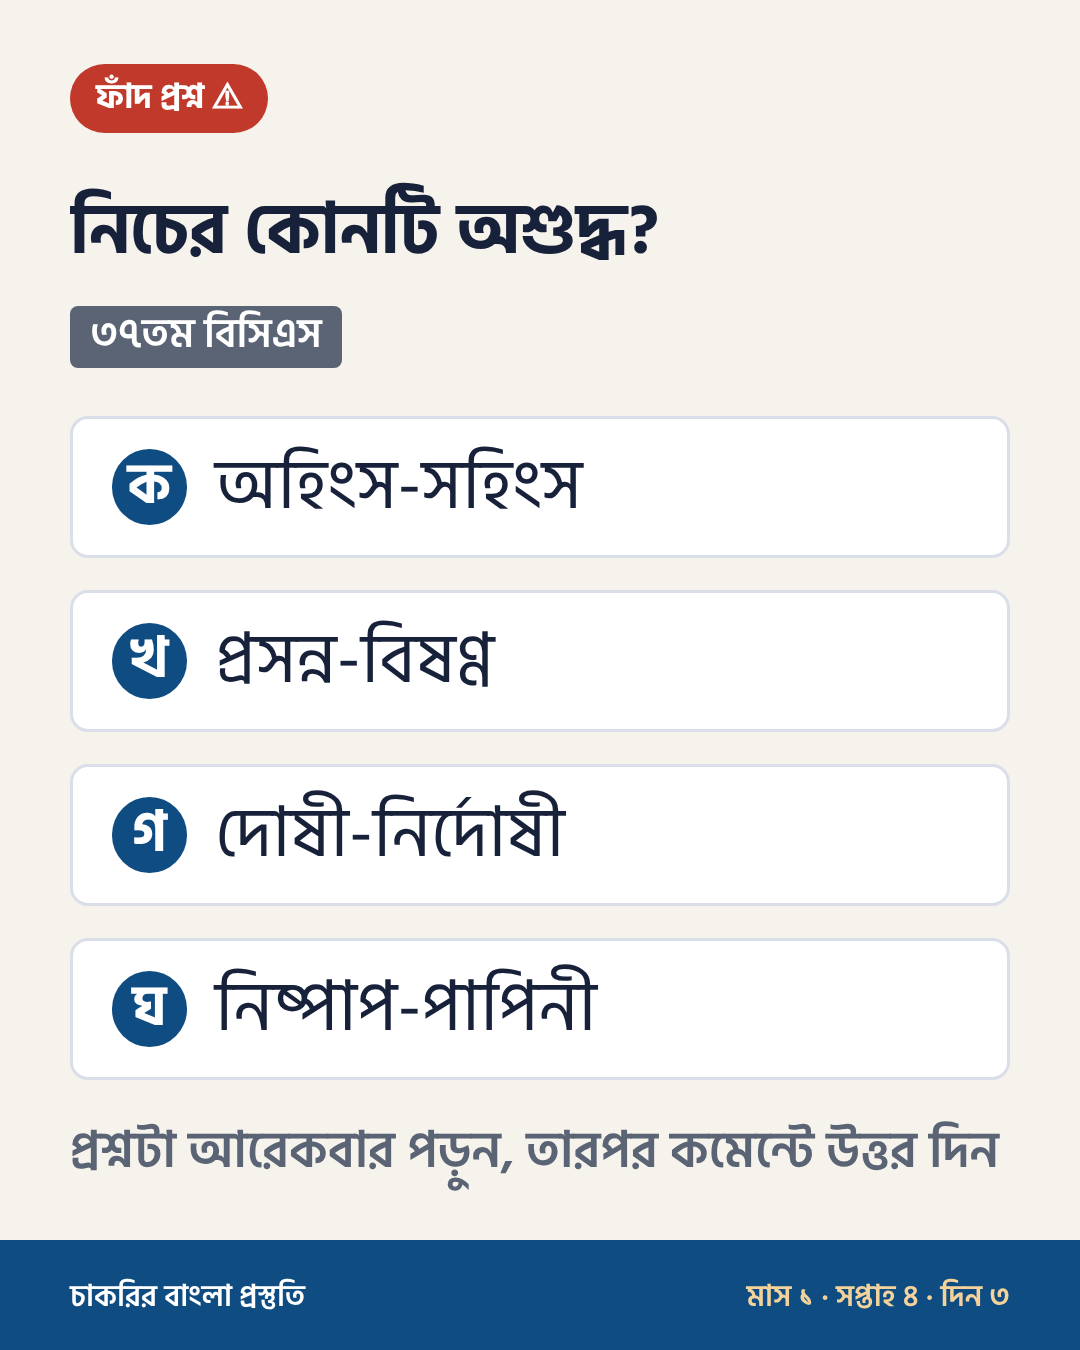 ফাঁদ প্রশ্ন ⚠
নিচের কোনটি অশুদ্ধ?
৩৭তম বিসিএস
ক অহিংস-সহিংস
খ প্রসন্ন-বিষণ্ণ
গ দোষী-নির্দোষী
ঘ নিষ্পাপ-পাপিনী
প্রশ্নটা আরেকবার পড়ুন, তারপর কমেন্টে উত্তর দিন
চাকরির বাংলা প্রস্তুতি
মাস ১ · সপ্তাহ ৪ · দিন ৩